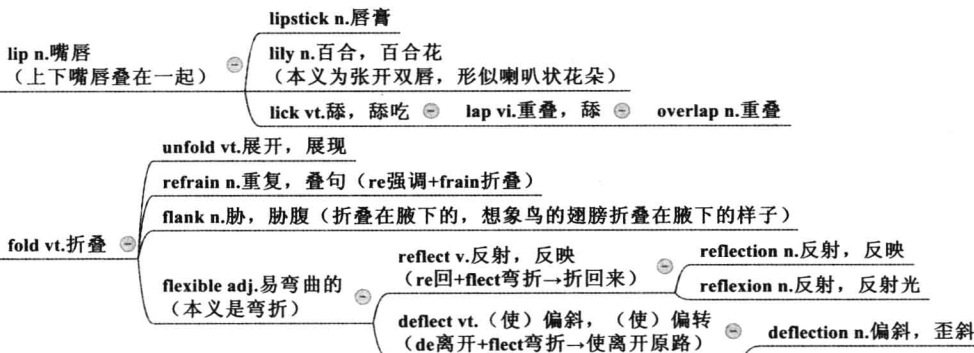 lipstick n.唇膏
lip n.嘴唇
（上下嘴唇叠在一起）
lily n.百合，百合花
（本义为张开双唇，形似喇叭状花朵）
lick vt.舔，舔吃
lap vi.重叠，舔
overlap n.重叠
unfold vt.展开，展现
refrain n.重复，叠句（re强调+frain折叠）
flank n.胁，胁腹（折叠在腋下的，想象鸟的翅膀折叠在腋下的样子）
fold vt.折叠
flexible adj.易弯曲的
（本义是弯折）
reflect v.反射，反映
（re回+flect弯折→折回来）
reflection n.反射，反映
reflexion n.反射，反射光
deflect vt.（使）偏斜，（使）偏转
（de离开+flect弯折→使离开原路）
deflection n.偏斜，歪斜